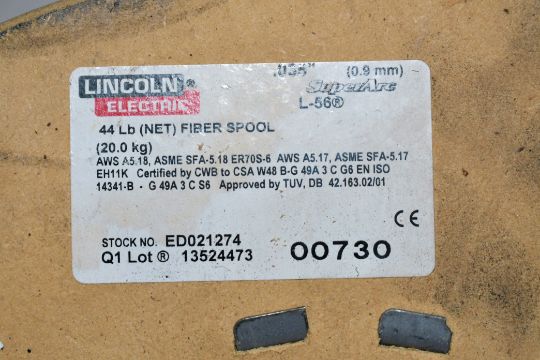 .035" (0.9 mm)
LINCOLN®
ELECTRIC
SuperArc
L-56®
44 Lb (NET) FIBER SPOOL
(20.0 kg)
AWS A5.18, ASME SFA-5.18 ER70S-6 AWS A5.17, ASME SFA-5.17
EH11K Certified by CWB to CSA W48 B-G 49A 3 C G6 EN ISO
14341-B - G 49A 3 C S6 Approved by TUV, DB 42.163.02/01
CE
STOCK NO. ED021274
Q1 Lot ® 13524473
00730